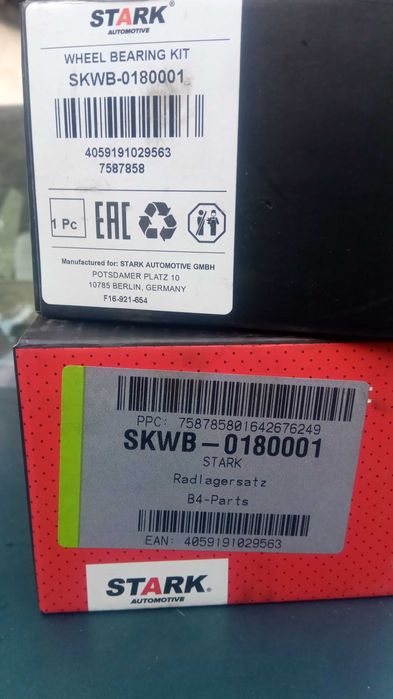 STARK®
AUTOMOTIVE
WHEEL BEARING KIT
SKWB-0180001
4059191029563
7587858
1 Pc
EAC
Manufactured for: STARK AUTOMOTIVE GMBH
POTSDAMER PLATZ 10
10785 BERLIN, GERMANY
F16-921-654
PPC: 758785801642676249
SKWB-0180001
STARK
Radlagersatz
B4-Parts
EAN: 4059191029563
STARK®
AUTOMOTIVE